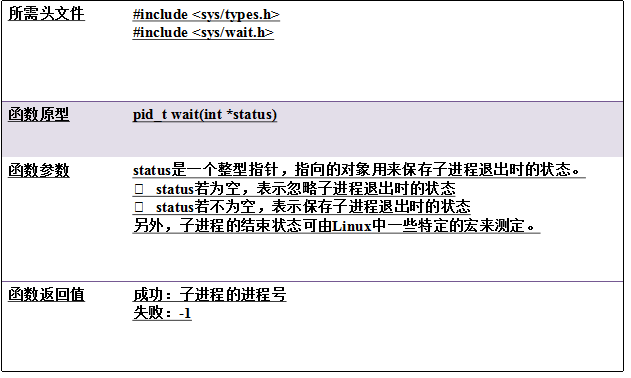 所需头文件
#include <sys/types.h>
#include <sys/wait.h>
函数原型
pid_t wait(int *status)
函数参数
status是一个整型指针，指向的对象用来保存子进程退出时的状态。
status若为空，表示忽略子进程退出时的状态
status若不为空，表示保存子进程退出时的状态
另外，子进程的结束状态可由Linux中一些特定的宏来测定。
函数返回值
成功：子进程的进程号
失败：-1